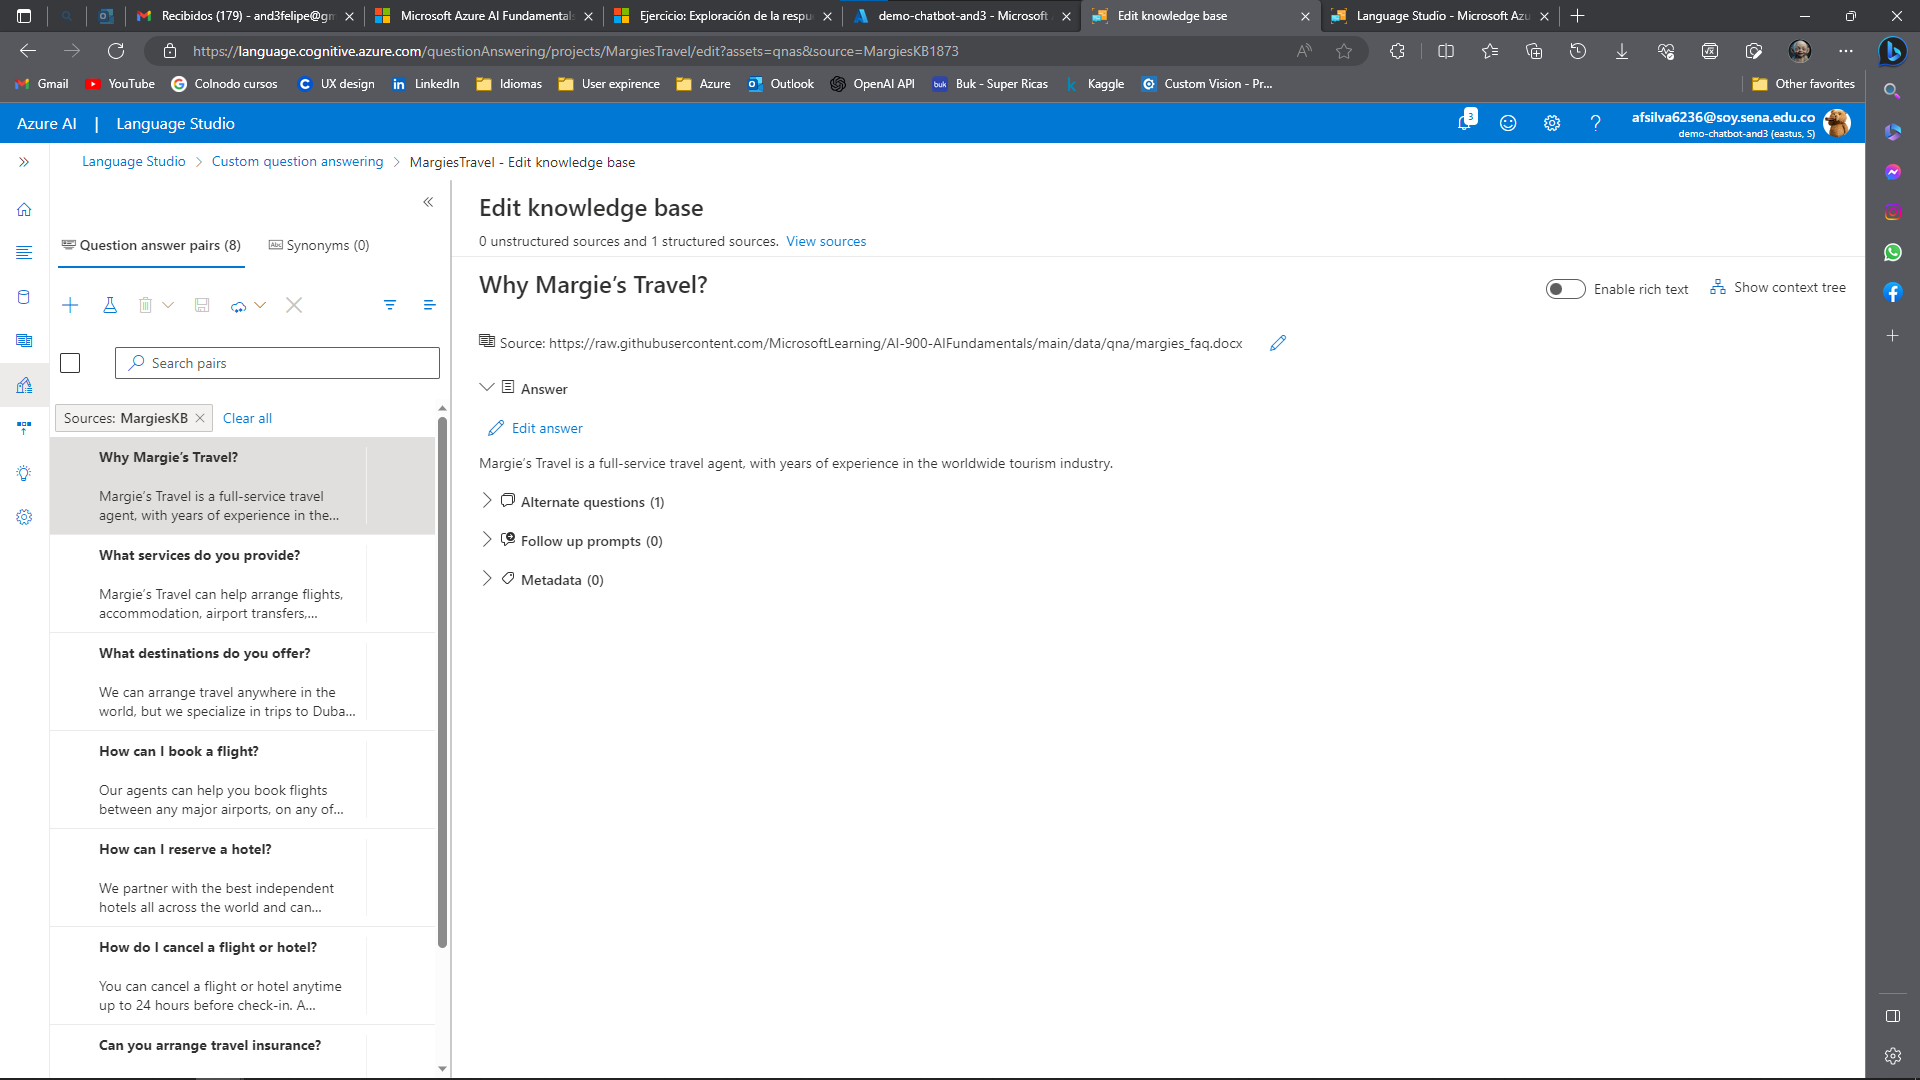 Recibidos (179) - and3felipe@gm
Microsoft Azure AI Fundamentals
Ejercicio: Exploración de la respu
demo-chatbot-and3 - Microsoft
Edit knowledge base
Language Studio - Microsoft Azu
https://language.cognitive.azure.com/questionAnswering/projects/MargiesTravel/edit?assets=qnas&source=MargiesKB1873
Gmail
YouTube
Colnodo cursos
UX design
LinkedIn
Idiomas
User expirence
Azure
Outlook
OpenAI API
Buk - Super Ricas
Kaggle
Custom Vision - Pr...
Other favorites
Azure AI | Language Studio
3
afsilva6236@soy.sena.edu.co
demo-chatbot-and3 (eastus, S)
Language Studio > Custom question answering > MargiesTravel - Edit knowledge base
Question answer pairs (8)
Synonyms (0)
Search pairs
Sources: MargiesKB
Clear all
Why Margie’s Travel?
Margie’s Travel is a full-service travel
agent, with years of experience in the...
What services do you provide?
Margie’s Travel can help arrange flights,
accommodation, airport transfers,...
What destinations do you offer?
We can arrange travel anywhere in the
world, but we specialize in trips to Duba...
How can I book a flight?
Our agents can help you book flights
between any major airports, on any of...
How can I reserve a hotel?
We partner with the best independent
hotels all across the world and can...
How do I cancel a flight or hotel?
You can cancel a flight or hotel anytime
up to 24 hours before check-in. A...
Can you arrange travel insurance?
Edit knowledge base
0 unstructured sources and 1 structured sources. View sources
Why Margie’s Travel?
Enable rich text
Show context tree
Source: https://raw.githubusercontent.com/MicrosoftLearning/AI-900-AIFundamentals/main/data/qna/margies_faq.docx
Answer
Edit answer
Margie’s Travel is a full-service travel agent, with years of experience in the worldwide tourism industry.
Alternate questions (1)
Follow up prompts (0)
Metadata (0)